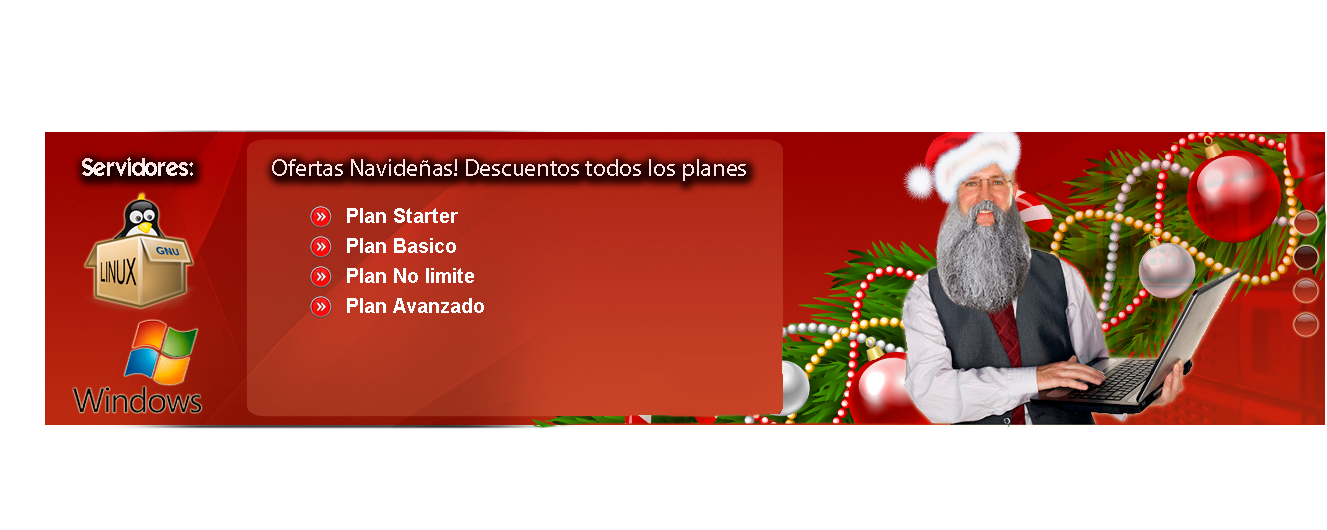 Servidores:
LINUX
GNU
Windows
Ofertas Navideñas! Descuentos todos los planes
Plan Starter
Plan Basico
Plan No limite
Plan Avanzado